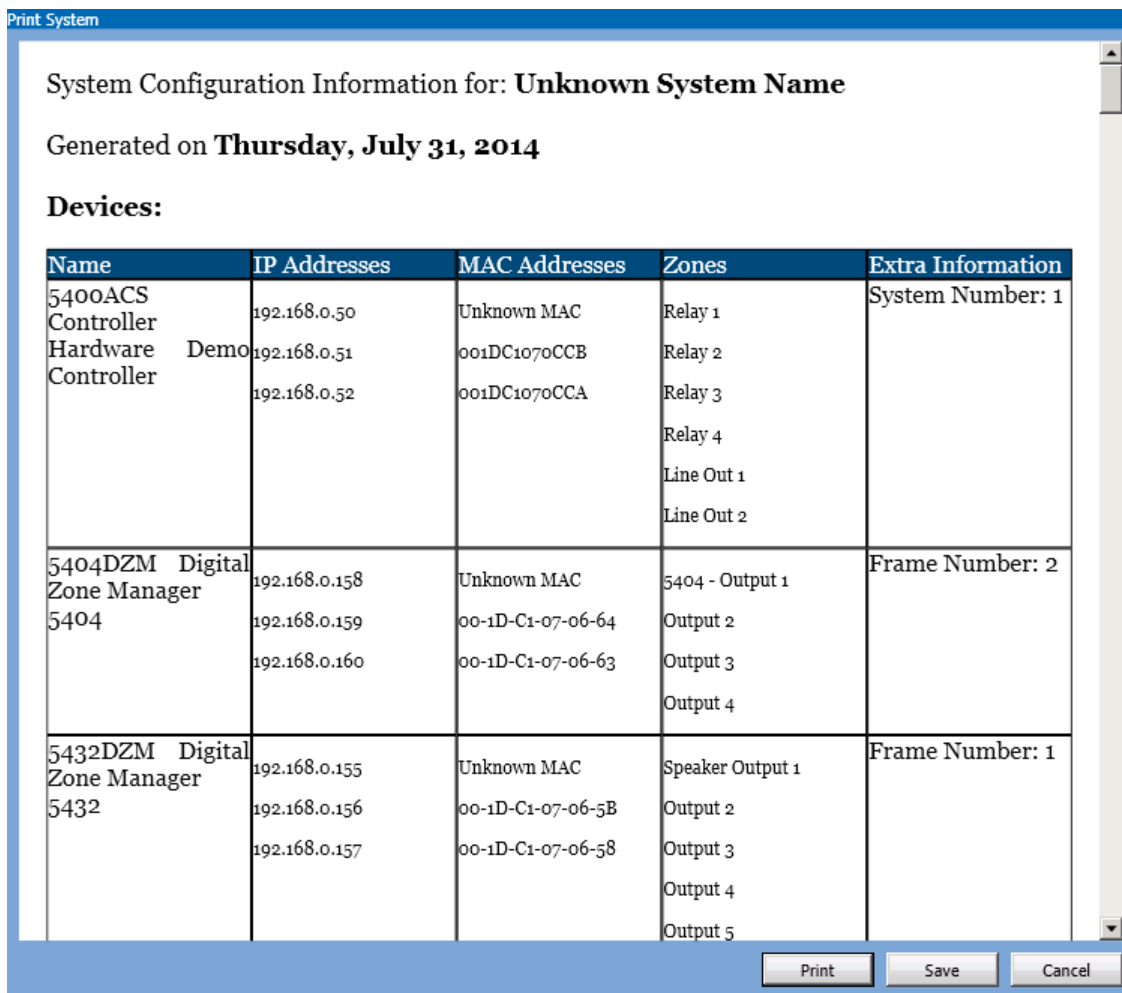 Print System
System Configuration Information for: Unknown System Name
Generated on Thursday, July 31, 2014
Devices:
Name IP Addresses MAC Addresses Zones Extra Information
5400ACS
Controller
Hardware Demo
Controller
192.168.0.50
192.168.0.51
192.168.0.52
Unknown MAC
001DC1070CCB
001DC1070CCA
Relay 1
Relay 2
Relay 3
Relay 4
Line Out 1
Line Out 2
System Number: 1
5404DZM Digital
Zone Manager
5404
192.168.0.158
192.168.0.159
192.168.0.160
Unknown MAC
00-1D-C1-07-06-64
00-1D-C1-07-06-63
5404 - Output 1
Output 2
Output 3
Output 4
Frame Number: 2
5432DZM Digital
Zone Manager
5432
192.168.0.155
192.168.0.156
192.168.0.157
Unknown MAC
00-1D-C1-07-06-5B
00-1D-C1-07-06-58
Speaker Output 1
Output 2
Output 3
Output 4
Output 5
Frame Number: 1
Print Save Cancel